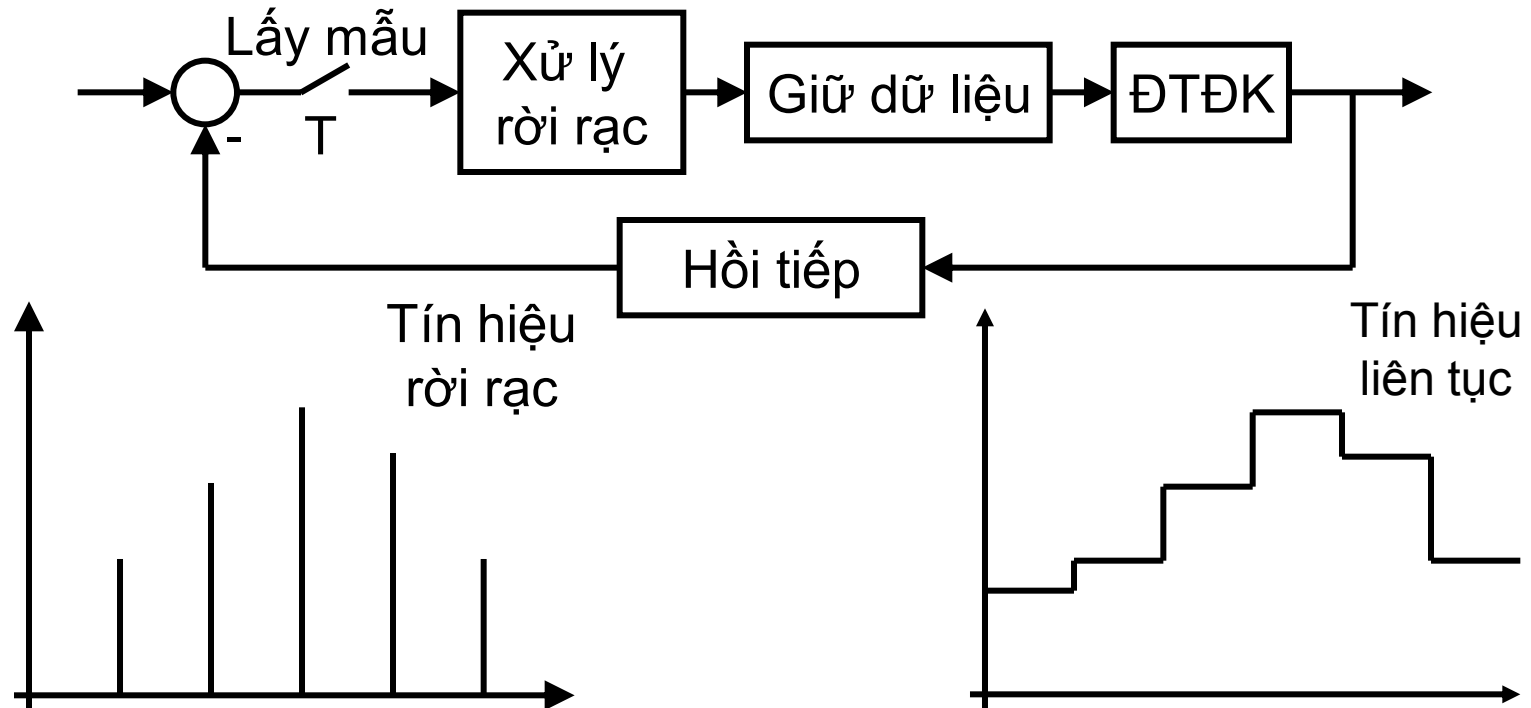 Lấy mẫu
T
-
Xử lý
rời rạc
Giữ dữ liệu
ĐTĐK
Hồi tiếp
Tín hiệu
rời rạc
Tín hiệu
liên tục